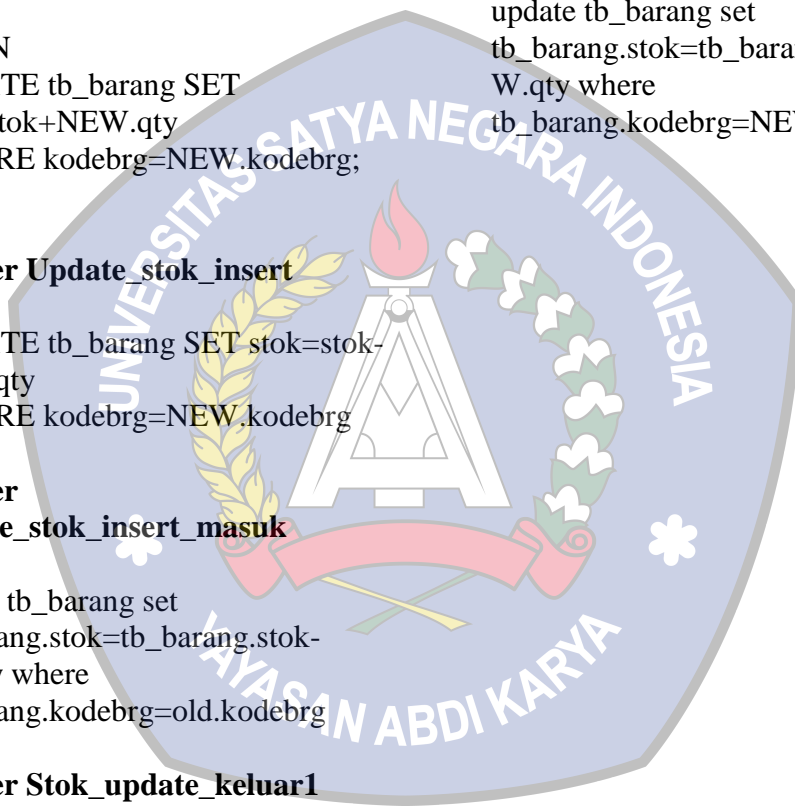 N
TE tb_barang SET
tok+NEW.qty
RE kodebrg=NEW.kodebrg;
er Update_stok_insert
TE tb_barang SET stok=stok-
qty
RE kodebrg=NEW.kodebrg
er
e_stok_insert_masuk
tb_barang set
ang.stok=tb_barang.stok-
y where
ang.kodebrg=old.kodebrg
er Stok_update_keluar1
update tb_barang set
tb_barang.stok=tb_bara
W.qty where
tb_barang.kodebrg=NE
UNIVERSITAS SATYA NEGARA INDONESIA
YAYASAN ABDI KARYA